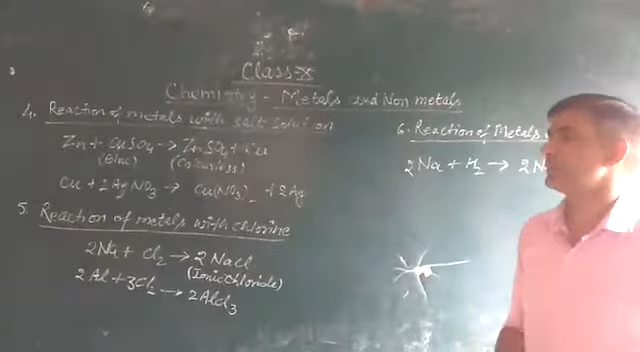 Class X
Chemistry - Metals and Non metals
4. Reaction of metals with salt solution
Zn + CuSO4 → ZnSO4 + Cu
(Blue) (Colourless)
Cu + 2AgNO3 → Cu(NO3)2 + 2Ag
5. Reaction of metals with chlorine
2Na + Cl2 → 2NaCl
(Ionic Chloride)
2Al + 3Cl2 → 2AlCl3
6. Reaction of Metals
2Na + H2 → 2N